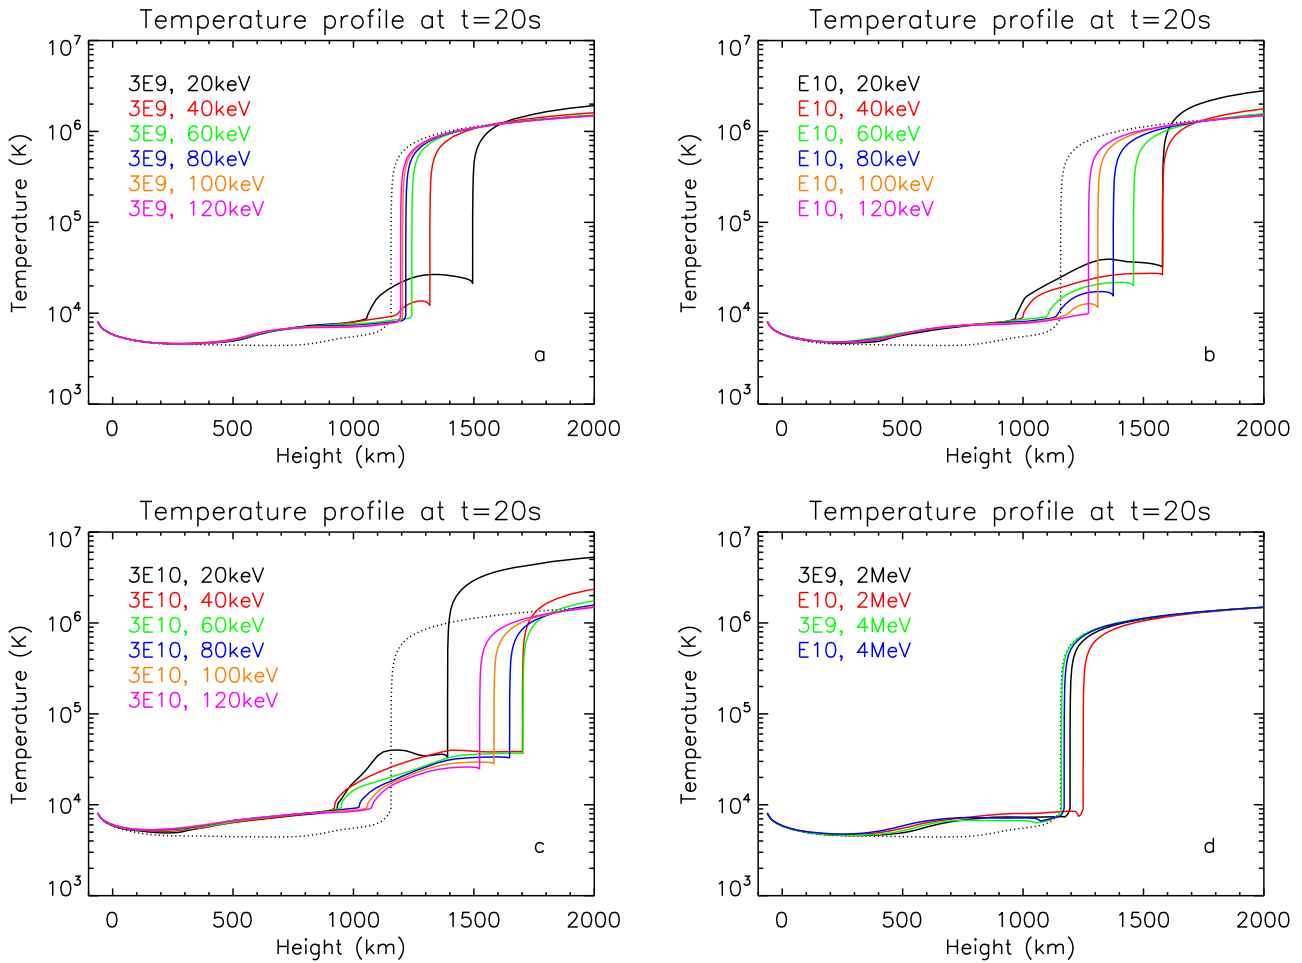 Temperature profile at t=20s
10^7
10^6
10^5
10^4
10^3
Temperature (K)
3E9, 20keV
3E9, 40keV
3E9, 60keV
3E9, 80keV
3E9, 100keV
3E9, 120keV
a
0 500 1000 1500 2000
Height (km)
Temperature profile at t=20s
10^7
10^6
10^5
10^4
10^3
Temperature (K)
E10, 20keV
E10, 40keV
E10, 60keV
E10, 80keV
E10, 100keV
E10, 120keV
b
0 500 1000 1500 2000
Height (km)
Temperature profile at t=20s
10^7
10^6
10^5
10^4
10^3
Temperature (K)
3E10, 20keV
3E10, 40keV
3E10, 60keV
3E10, 80keV
3E10, 100keV
3E10, 120keV
c
0 500 1000 1500 2000
Height (km)
Temperature profile at t=20s
10^7
10^6
10^5
10^4
10^3
Temperature (K)
3E9, 2MeV
E10, 2MeV
3E9, 4MeV
E10, 4MeV
d
0 500 1000 1500 2000
Height (km)